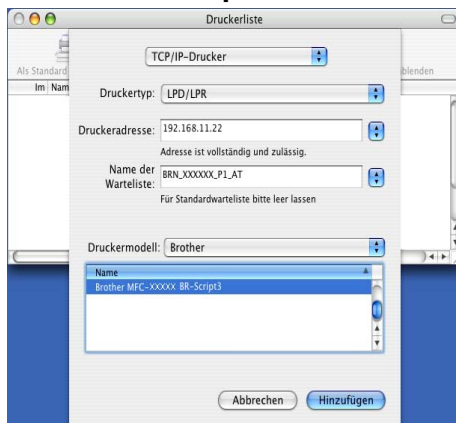 Druckerliste
Als Standard
blenden
Im Nam
TCP/IP-Drucker
Druckertyp: LPD/LPR
Druckeradresse: 192.168.11.22
Adresse ist vollständig und zulässig.
Name der Warteliste: BRN_XXXXXX_P1_AT
Für Standardwarteliste bitte leer lassen
Druckermodell: Brother
Name
Brother MFC-XXXXX BR-Script3
Abbrechen Hinzufügen